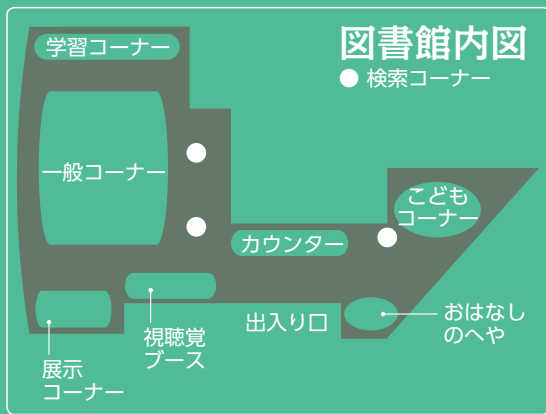 図書館内図
検索コーナー
学習コーナー
一般コーナー
こども
コーナー
カウンター
出入り口
おはなし
のへや
視聴覚
ブース
展示
コーナー